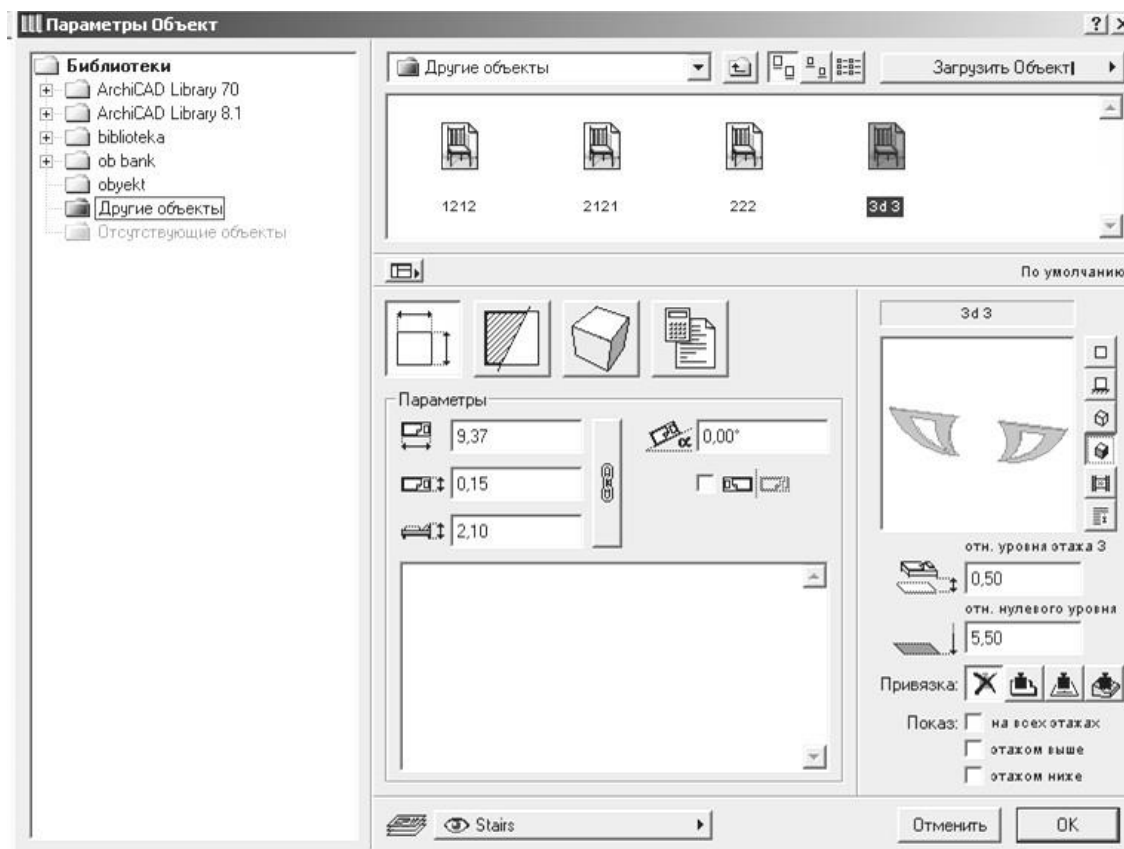 Параметры Объект
Библиотеки
ArchiCAD Library 70
ArchiCAD Library 8.1
biblioteka
ob bank
obyekt
Другие объекты
Отсутствующие объекты
Другие объекты
Загрузить Объект
1212
2121
222
3d 3
По умолчанию
Параметры
9,37
0,15
2,10
α 0,00°
3d 3
отн. уровня этажа 3
0,50
отн. нулевого уровня
5,50
Привязка:
Показ: на всех этажах
этажом выше
этажом ниже
Stairs
Отменить
OK